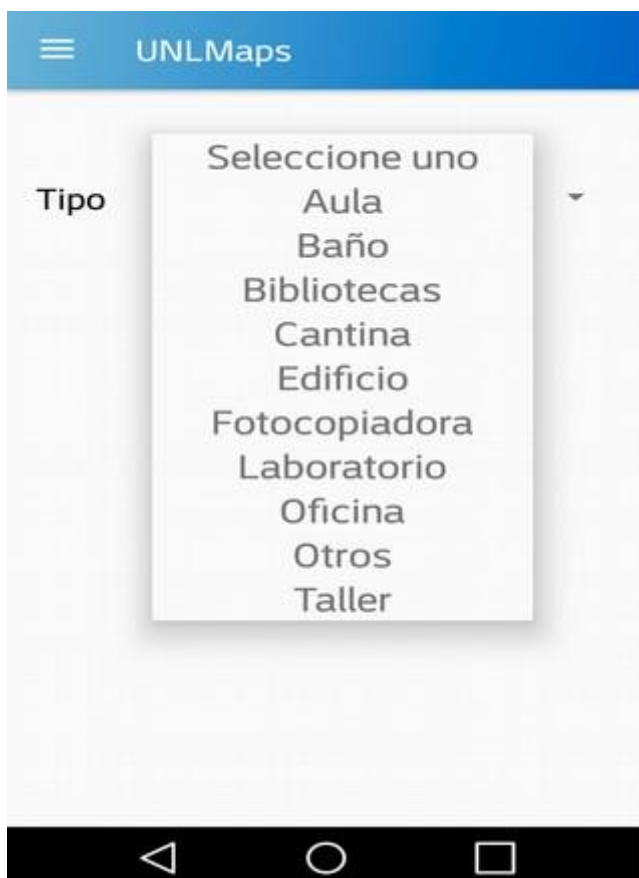 UNLMaps
Seleccione uno
Tipo
Aula
Baño
Bibliotecas
Cantina
Edificio
Fotocopiadora
Laboratorio
Oficina
Otros
Taller